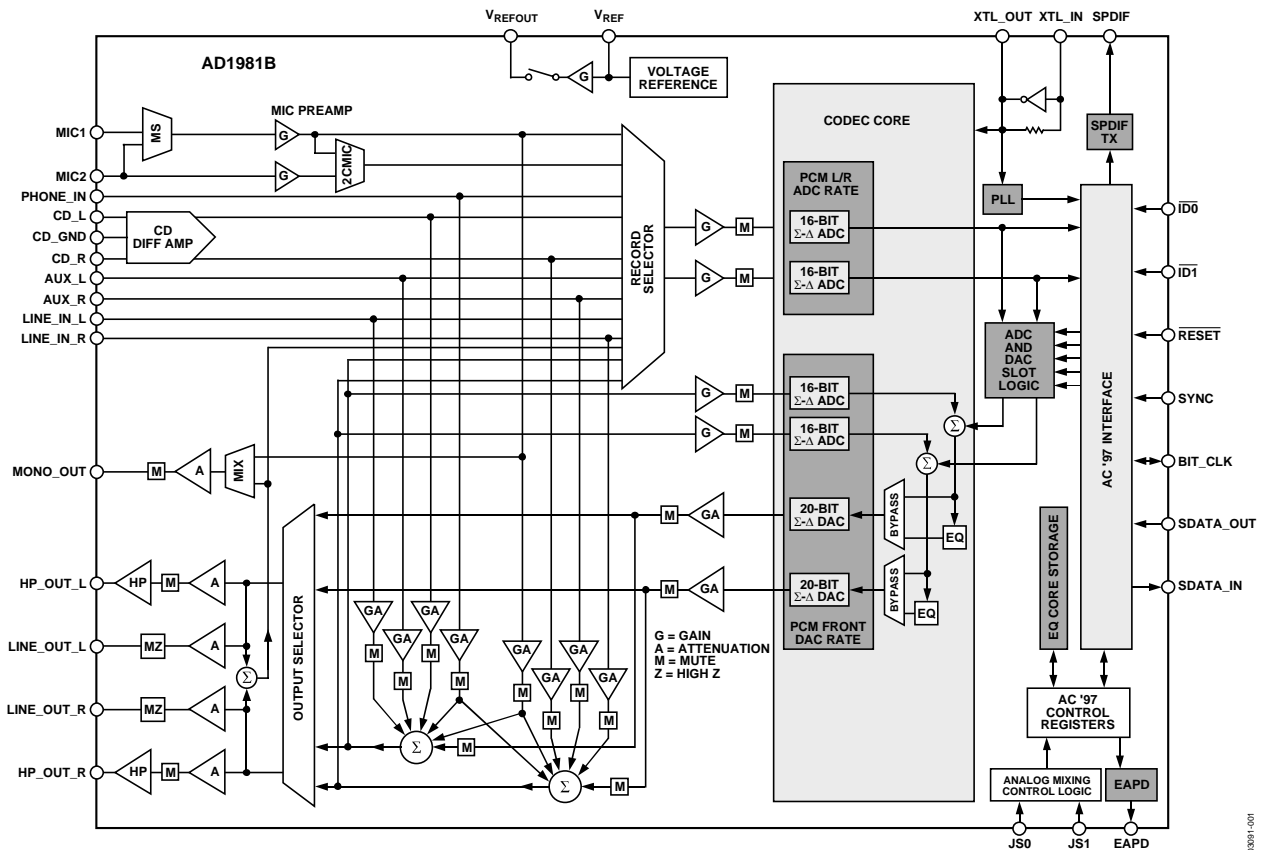 VREFOUT
VREF
XTL_OUT
XTL_IN
SPDIF
AD1981B
G
VOLTAGE
REFERENCE
MIC PREAMP
CODEC CORE
SPDIF
TX
MIC1
MS
G
2CMIC
MIC2
G
PHONE_IN
CD_L
CD_GND
CD
DIFF AMP
CD_R
AUX_L
AUX_R
LINE_IN_L
LINE_IN_R
RECORD
SELECTOR
G
M
G
M
PCM L/R
ADC RATE
16-BIT
Σ-Δ ADC
16-BIT
Σ-Δ ADC
PLL
ADC
AND
DAC
SLOT
LOGIC
AC '97 INTERFACE
ID0
ID1
RESET
SYNC
BIT_CLK
SDATA_OUT
SDATA_IN
G
M
16-BIT
Σ-Δ ADC
G
M
16-BIT
Σ-Δ ADC
Σ
Σ
MONO_OUT
M
A
MIX
M
GA
20-BIT
Σ-Δ DAC
BYPASS
EQ
M
GA
20-BIT
Σ-Δ DAC
BYPASS
EQ
PCM FRONT
DAC RATE
EQ CORE STORAGE
HP_OUT_L
HP
M
A
LINE_OUT_L
MZ
A
Σ
LINE_OUT_R
MZ
A
HP_OUT_R
HP
M
A
OUTPUT SELECTOR
GA
GA
GA
GA
GA
GA
GA
GA
M
M
M
M
M
M
M
M
Σ
M
Σ
M
G = GAIN
A = ATTENUATION
M = MUTE
Z = HIGH Z
AC '97
CONTROL
REGISTERS
ANALOG MIXING
CONTROL LOGIC
EAPD
JS0
JS1
EAPD
03091-001